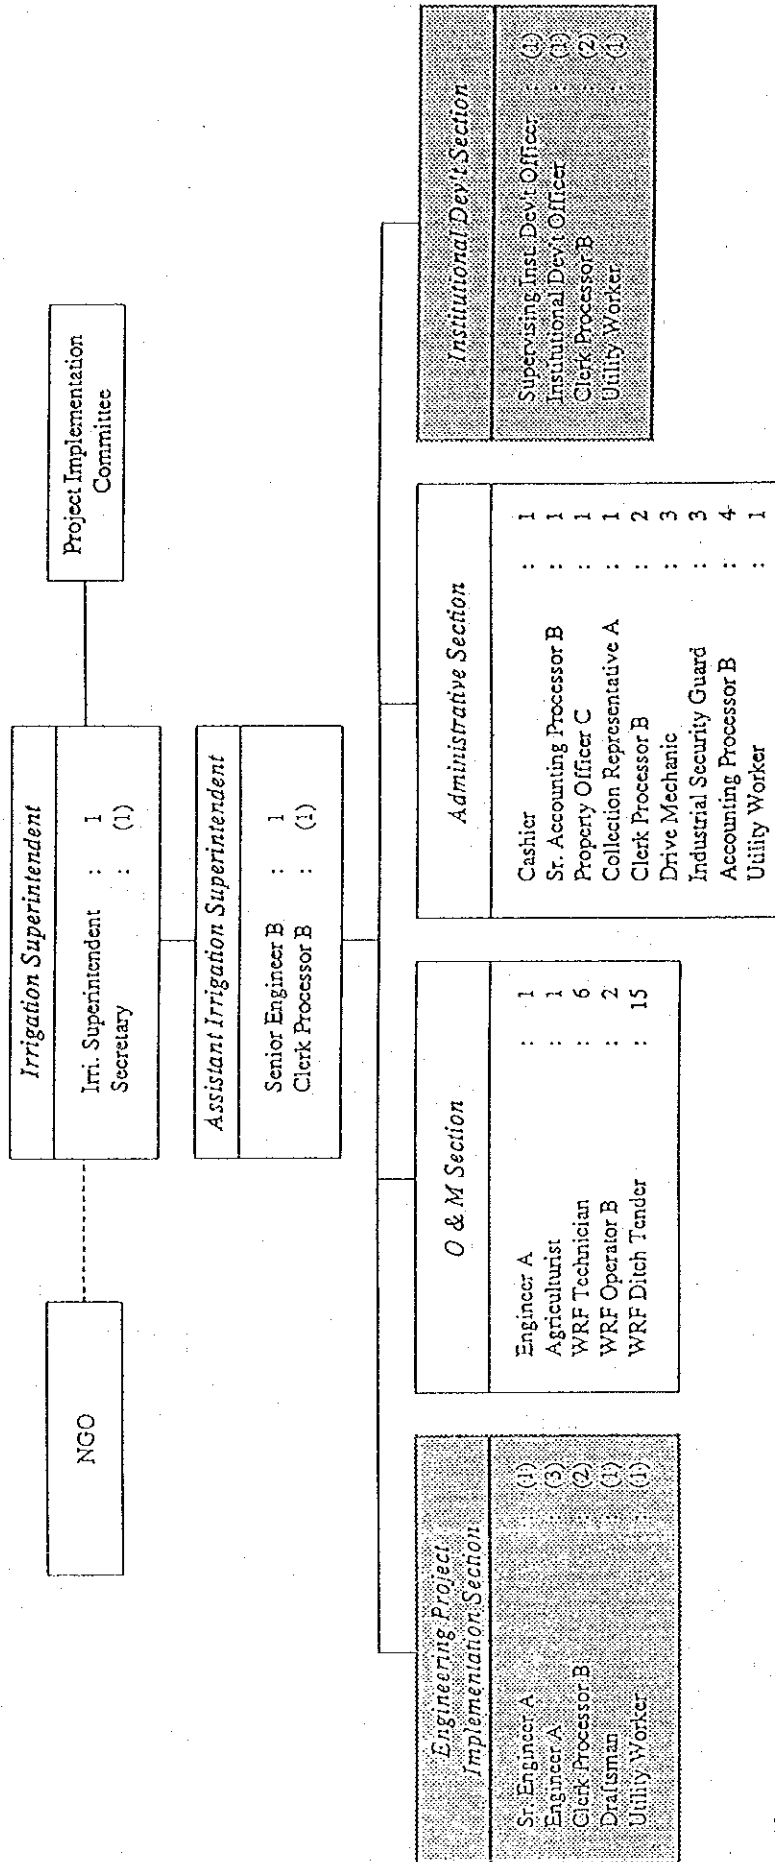 NGO
Irrigation Superintendent
Irri. Superintendent : 1
Secretary : (1)
Project Implementation
Committee
Assistant Irrigation Superintendent
Senior Engineer B : 1
Clerk Processor B : (1)
Engineering Project
Implementation Section
Sr. Engineer A : (1)
Engineer A : (3)
Clerk Processor B : (2)
Draftsman : (1)
Utility Worker : (1)
O & M Section
Engineer A : 1
Agriculturist : 1
WRF Technician : 6
WRF Operator B : 2
WRF Ditch Tender : 15
Administrative Section
Cashier : 1
Sr. Accounting Processor B : 1
Property Officer C : 1
Collection Representative A : 1
Clerk Processor B : 2
Drive Mechanic : 3
Industrial Security Guard : 3
Accounting Processor B : 4
Utility Worker : 1
Institutional Dev't Section
Supervising Inst. Dev't Officer : (1)
Institutional Dev't Officer : (1)
Clerk Processor B : (2)
Utility Worker : (1)